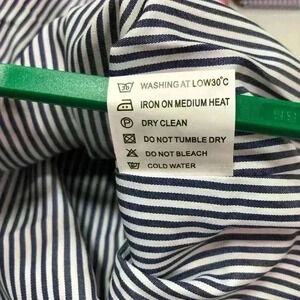 WASHING AT LOW30°C
IRON ON MEDIUM HEAT
DRY CLEAN
DO NOT TUMBLE DRY
DO NOT BLEACH
COLD WATER